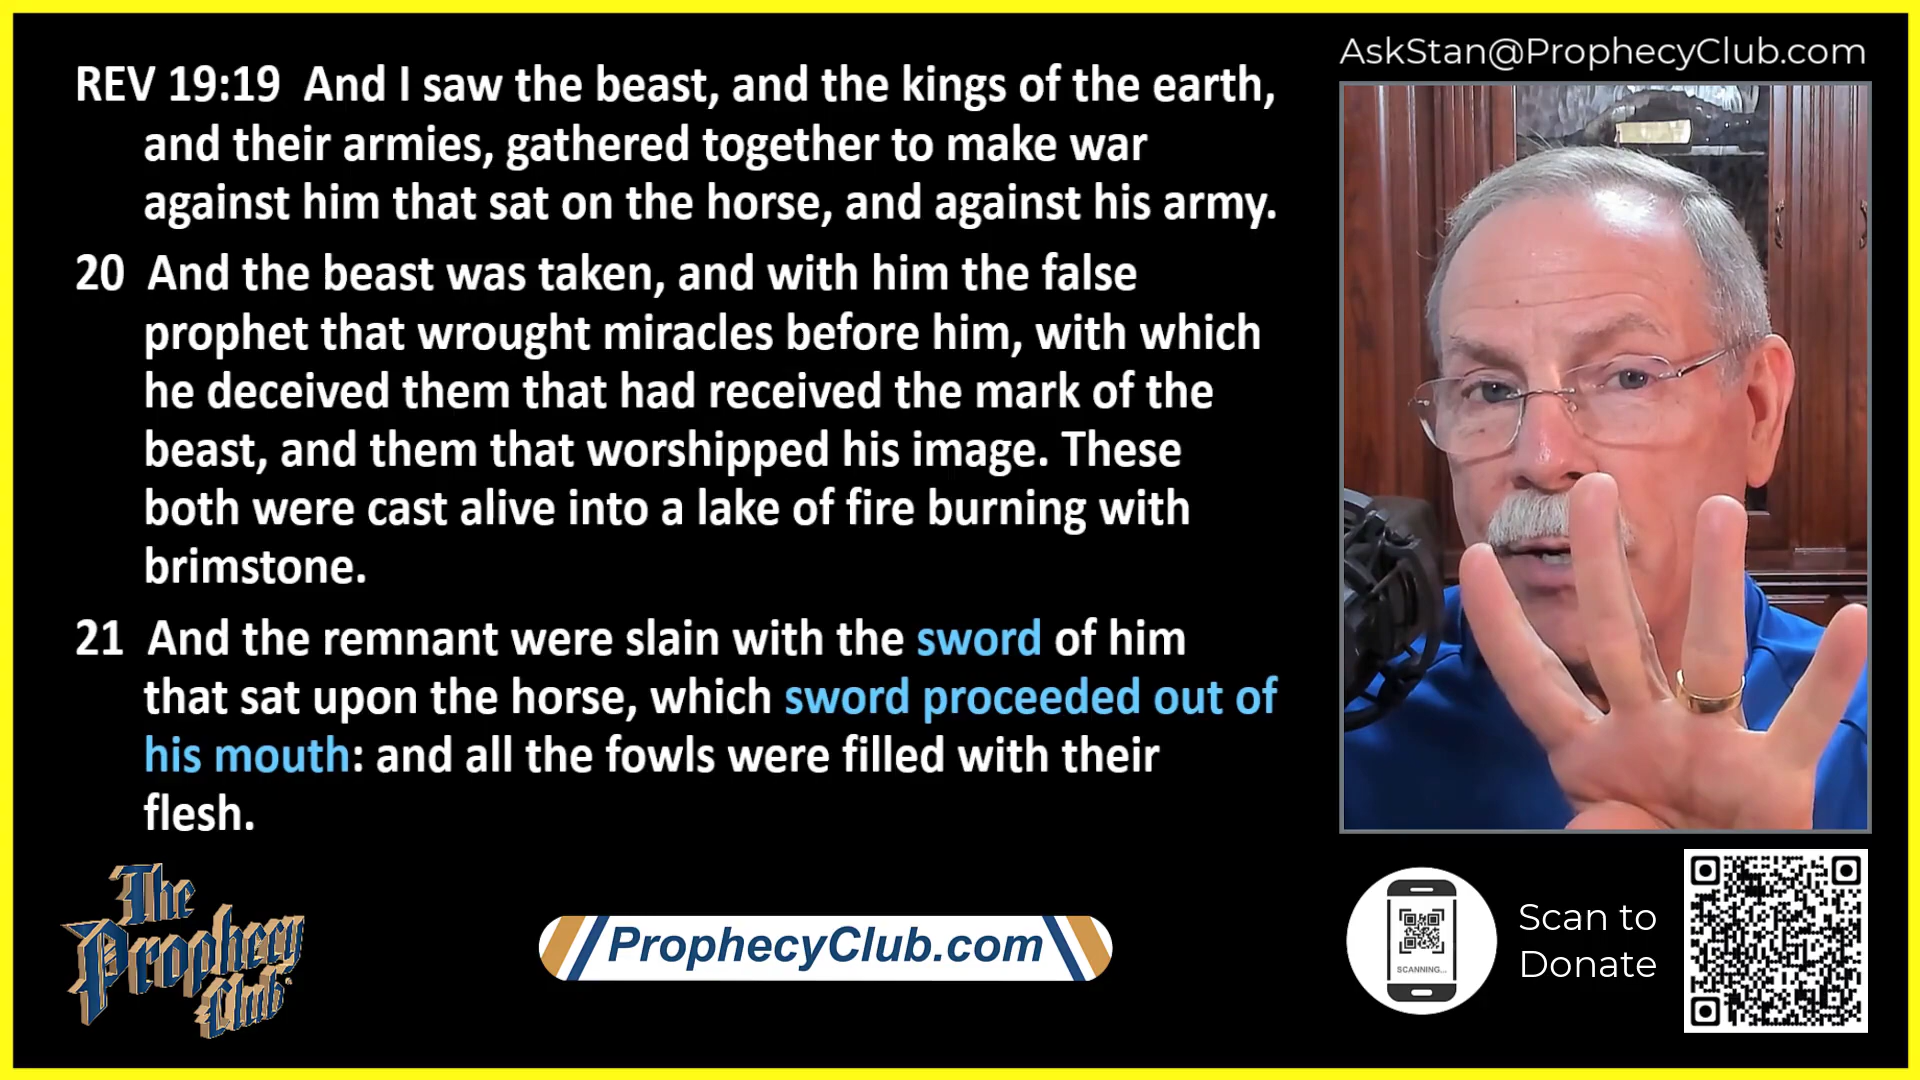 AskStan@ProphecyClub.com
REV 19:19 And I saw the beast, and the kings of the earth,
and their armies, gathered together to make war
against him that sat on the horse, and against his army.
20 And the beast was taken, and with him the false
prophet that wrought miracles before him, with which
he deceived them that had received the mark of the
beast, and them that worshipped his image. These
both were cast alive into a lake of fire burning with
brimstone.
21 And the remnant were slain with the sword of him
that sat upon the horse, which sword proceeded out of
his mouth: and all the fowls were filled with their
flesh.
The
Prophecy
Club
ProphecyClub.com
SCANNING...
Scan to
Donate